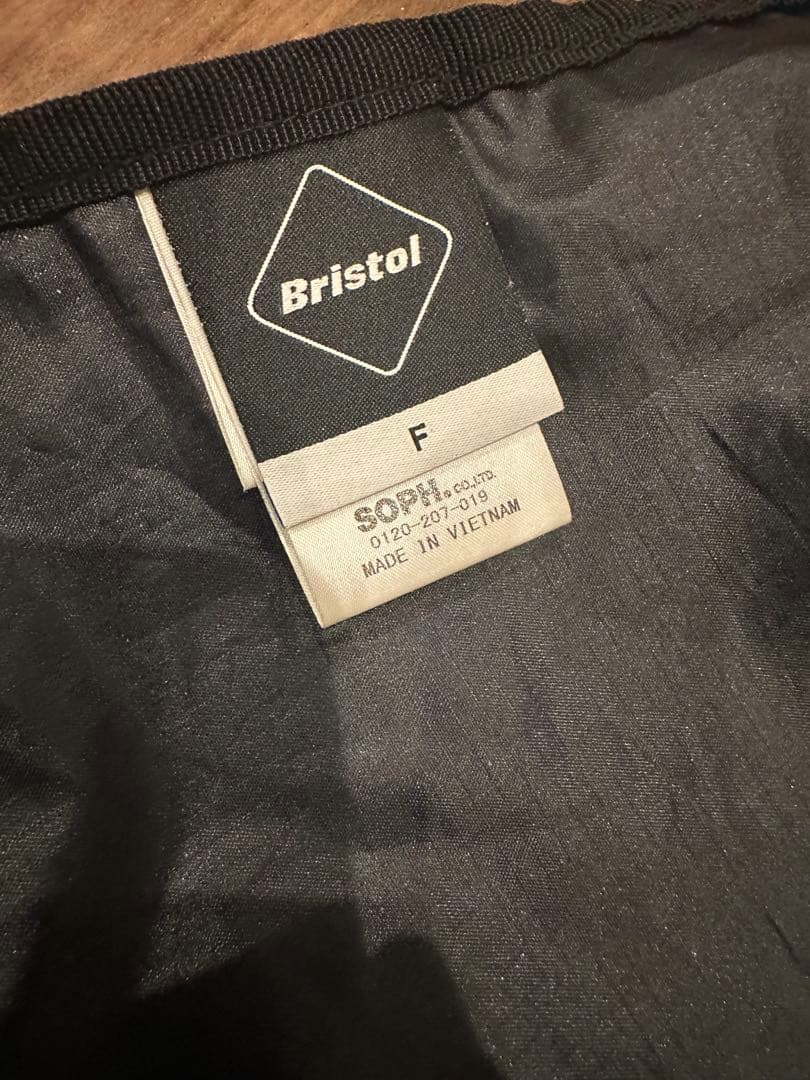 Bristol
F
SOPH. CO.,LTD.
0120-207-019
MADE IN VIETNAM